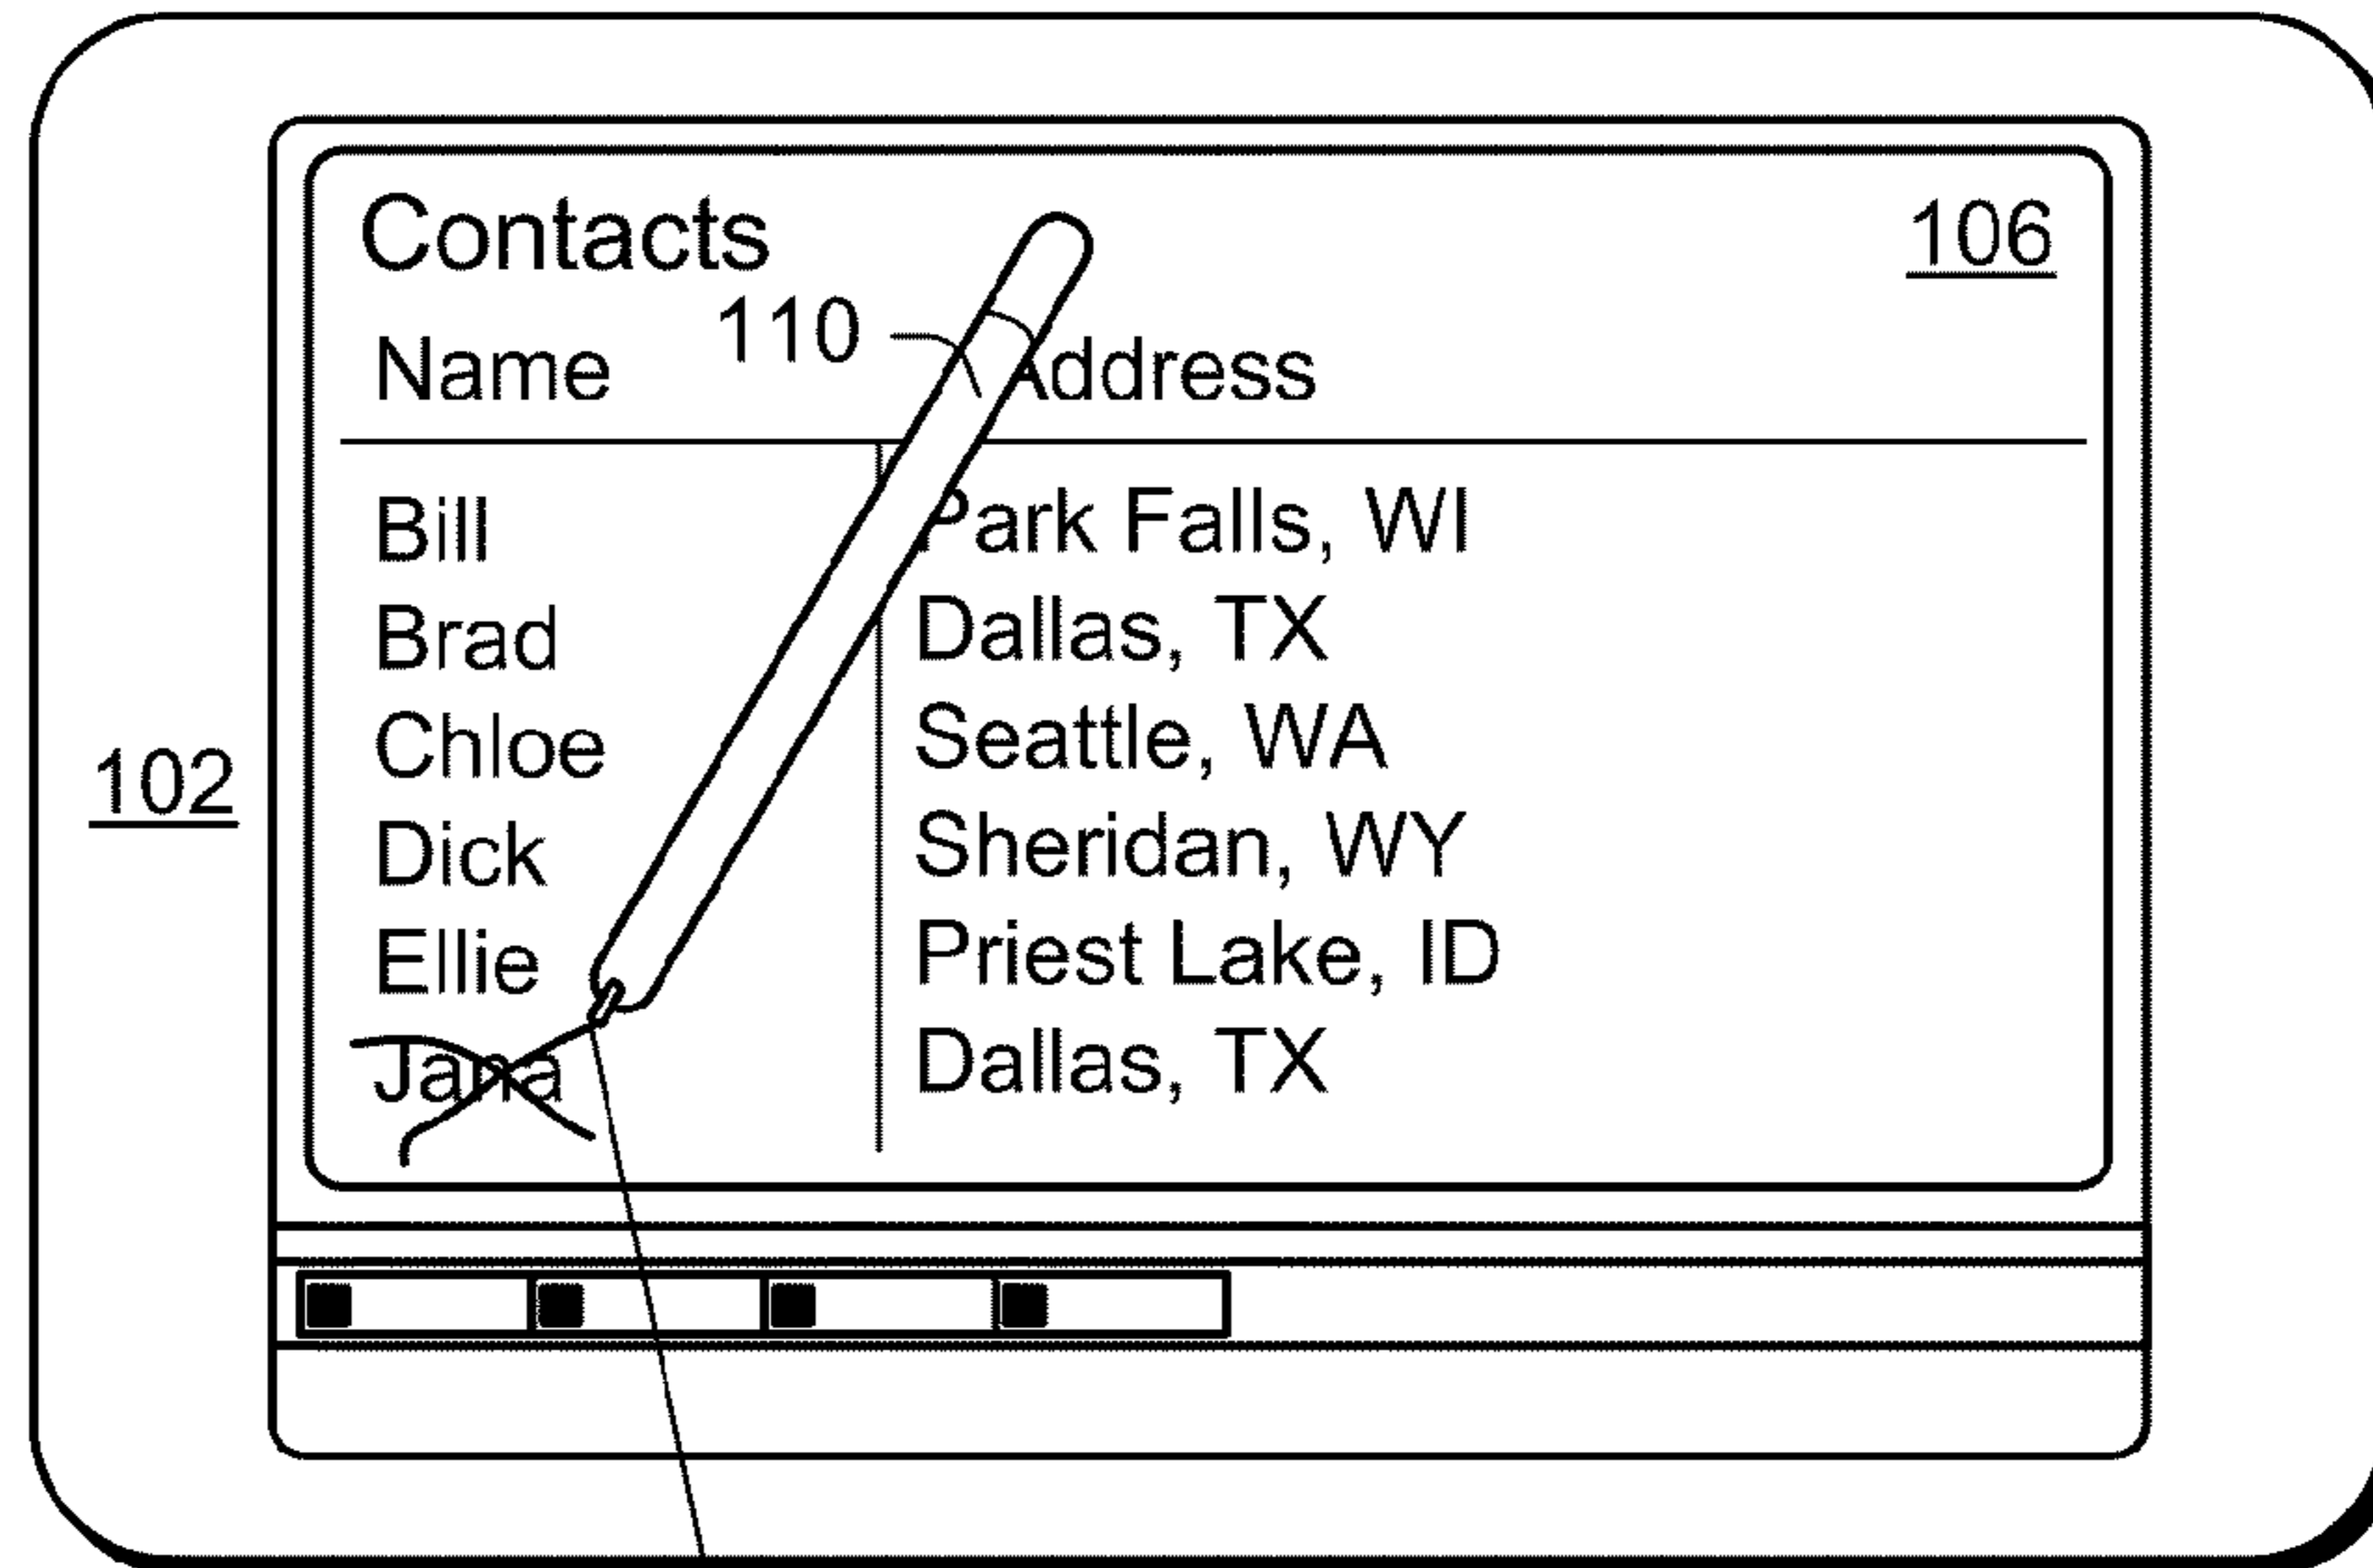 Contacts 106
110
Name Address
Bill Park Falls, WI
Brad Dallas, TX
Chloe Seattle, WA
102
Dick Sheridan, WY
Ellie Priest Lake, ID
Jana Dallas, TX